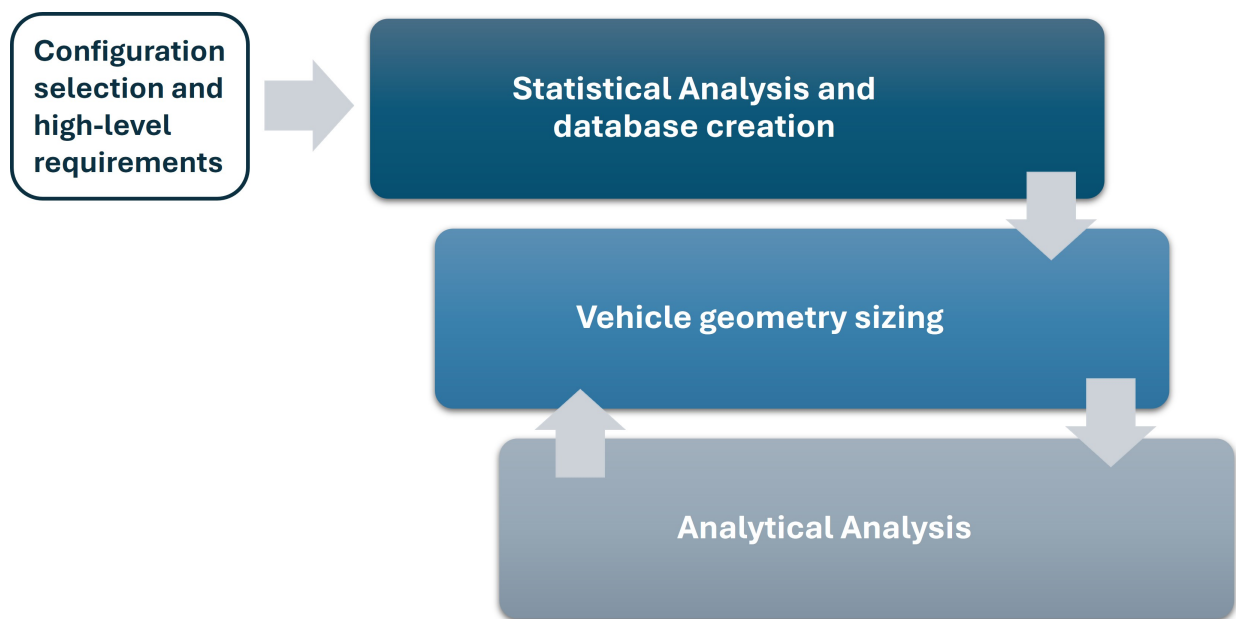 Configuration
selection and
high-level
requirements
Statistical Analysis and
database creation
Vehicle geometry sizing
Analytical Analysis